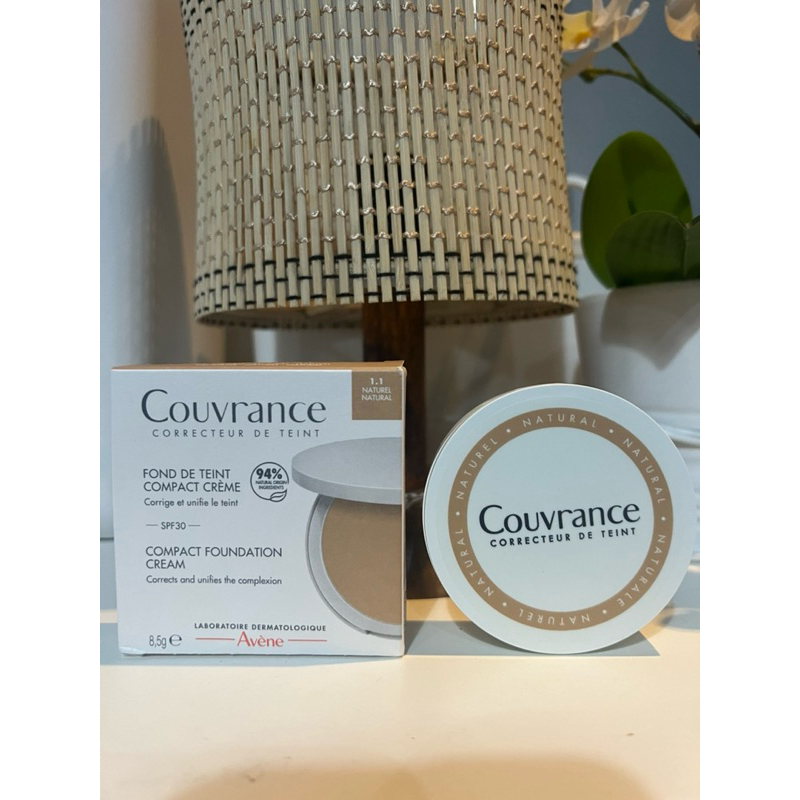 Couvrance
CORRECTEUR DE TEINT
1.1
NATUREL
NATURAL
FOND DE TEINT
COMPACT CRÈME
Corrige et unifie le teint
94%
NATURAL ORIGIN
INGREDIENTS
SPF30
COMPACT FOUNDATION
CREAM
Corrects and unifies the complexion
LABORATOIRE DERMATOLOGIQUE
Avène
8,5g ℮
NATUREL • NATURAL • NATURAL • NATURALE • NATUREL • NATURAL •
Couvrance
CORRECTEUR DE TEINT